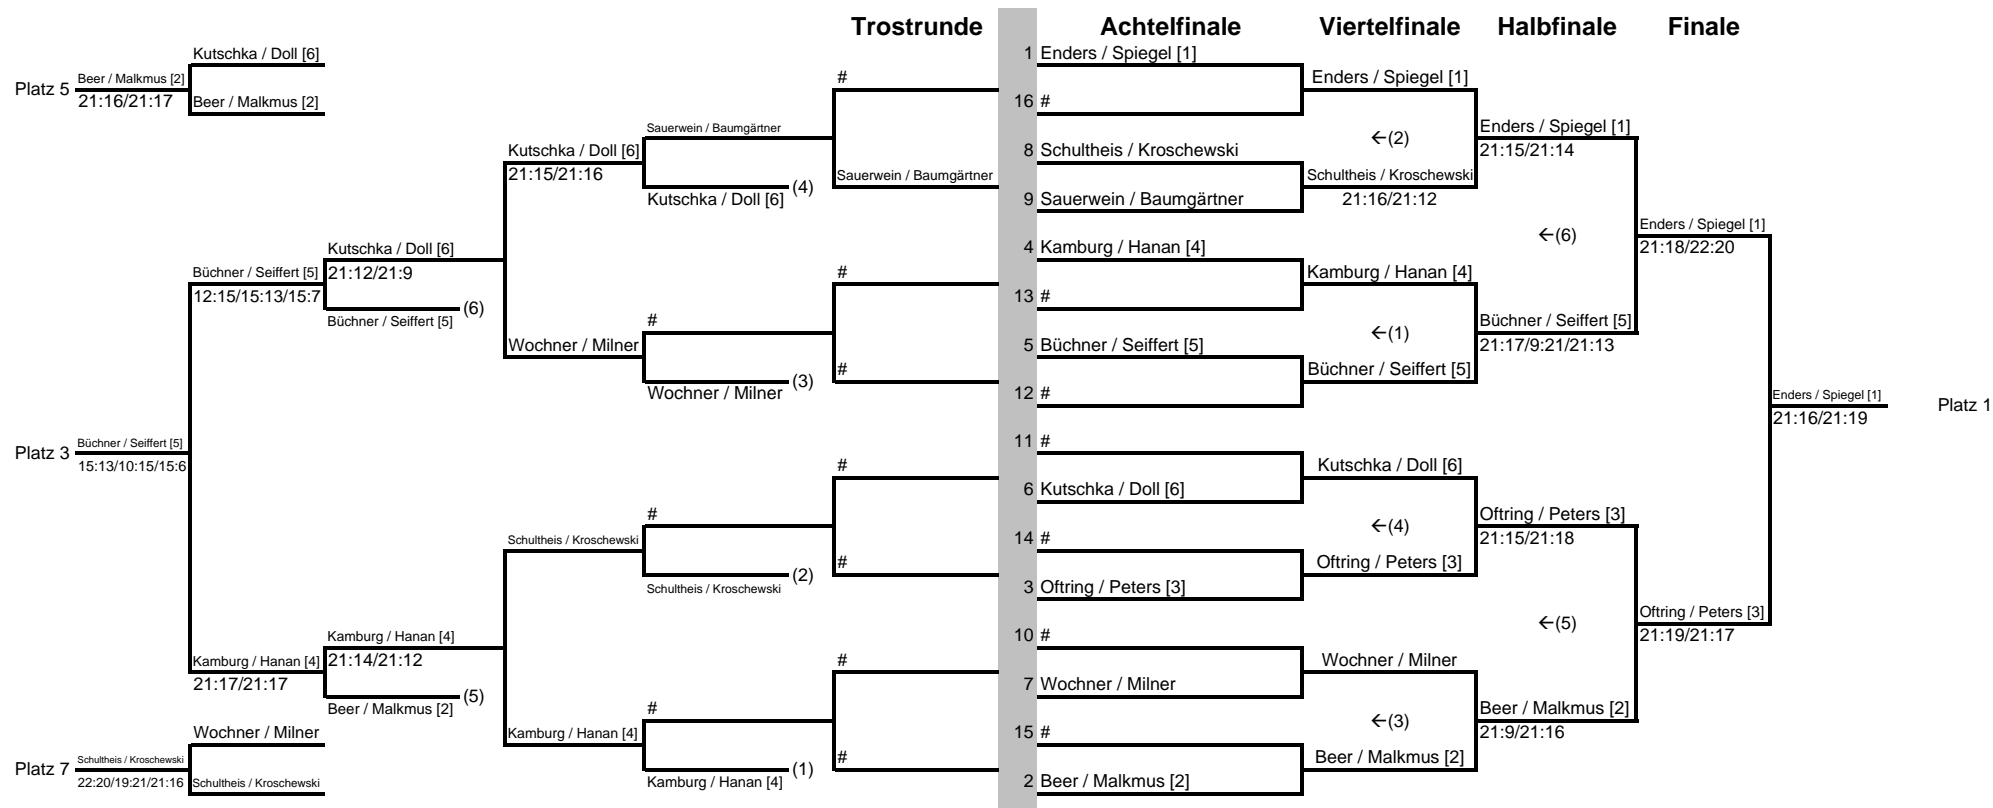 Trostrunde Achtelfinale Viertelfinale Halbfinale Finale
Kutschka / Doll [6]
Platz 5 Beer / Malkmus [2]
21:16/21:17 Beer / Malkmus [2]
Platz 3 Büchner / Seiffert [5]
15:13/10:15/15:6
Büchner / Seiffert [5]
12:15/15:13/15:7
Kamburg / Hanan [4]
21:17/21:17
Wochner / Milner
Platz 7 Schultheis / Kroschewski
22:20/19:21/21:16 Schultheis / Kroschewski
Kutschka / Doll [6]
21:12/21:9
(6)
Büchner / Seiffert [5]
Kamburg / Hanan [4]
21:14/21:12
(5)
Beer / Malkmus [2]
Kutschka / Doll [6]
21:15/21:16
Wochner / Milner
Schultheis / Kroschewski
Kamburg / Hanan [4]
Sauerwein / Baumgärtner
(4)
Kutschka / Doll [6]
#
(3)
Wochner / Milner
#
(2)
Schultheis / Kroschewski
#
(1)
Kamburg / Hanan [4]
#
Sauerwein / Baumgärtner
#
#
#
#
#
#
1 Enders / Spiegel [1]
16 #
8 Schultheis / Kroschewski
9 Sauerwein / Baumgärtner
4 Kamburg / Hanan [4]
13 #
5 Büchner / Seiffert [5]
12 #
11 #
6 Kutschka / Doll [6]
14 #
3 Oftring / Peters [3]
10 #
7 Wochner / Milner
15 #
2 Beer / Malkmus [2]
Enders / Spiegel [1]
←(2)
Schultheis / Kroschewski
21:16/21:12
Kamburg / Hanan [4]
←(1)
Büchner / Seiffert [5]
Kutschka / Doll [6]
←(4)
Oftring / Peters [3]
Wochner / Milner
←(3)
Beer / Malkmus [2]
Enders / Spiegel [1]
21:15/21:14
←(6)
Büchner / Seiffert [5]
21:17/9:21/21:13
Oftring / Peters [3]
21:15/21:18
←(5)
Beer / Malkmus [2]
21:9/21:16
Enders / Spiegel [1]
21:18/22:20
Oftring / Peters [3]
21:19/21:17
Enders / Spiegel [1]
21:16/21:19
Platz 1